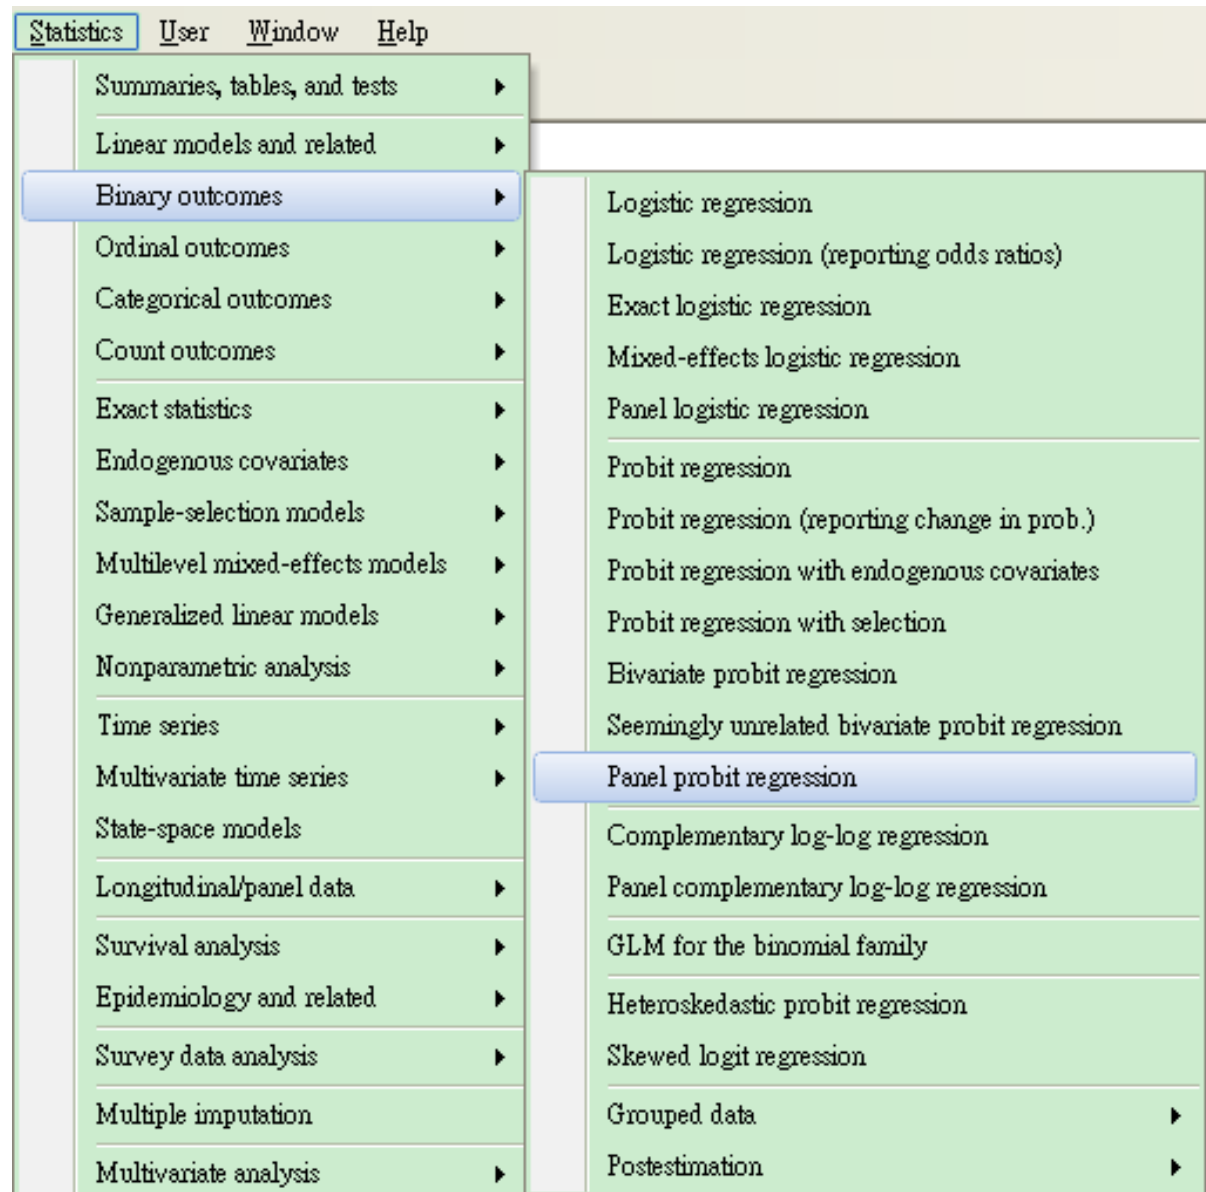 Statistics User Window Help
Summaries, tables, and tests
Linear models and related
Binary outcomes
Ordinal outcomes
Categorical outcomes
Count outcomes
Exact statistics
Endogenous covariates
Sample-selection models
Multilevel mixed-effects models
Generalized linear models
Nonparametric analysis
Time series
Multivariate time series
State-space models
Longitudinal/panel data
Survival analysis
Epidemiology and related
Survey data analysis
Multiple imputation
Multivariate analysis
Logistic regression
Logistic regression (reporting odds ratios)
Exact logistic regression
Mixed-effects logistic regression
Panel logistic regression
Probit regression
Probit regression (reporting change in prob.)
Probit regression with endogenous covariates
Probit regression with selection
Bivariate probit regression
Seemingly unrelated bivariate probit regression
Panel probit regression
Complementary log-log regression
Panel complementary log-log regression
GLM for the binomial family
Heteroskedastic probit regression
Skewed logit regression
Grouped data
Postestimation